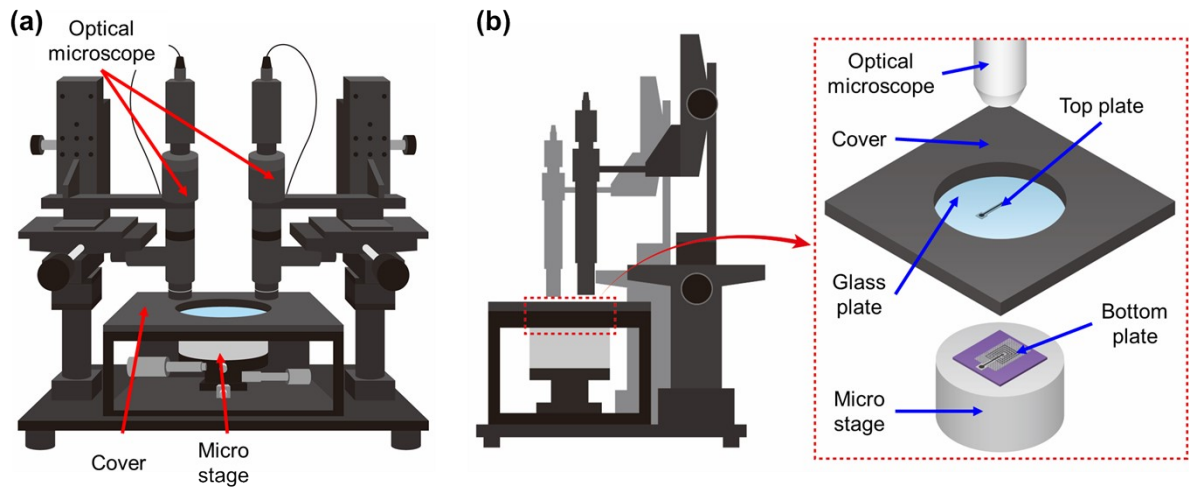 (a)
Optical
microscope
Cover
Micro
stage
(b)
Optical
microscope
Top plate
Cover
Glass
plate
Bottom
plate
Micro
stage